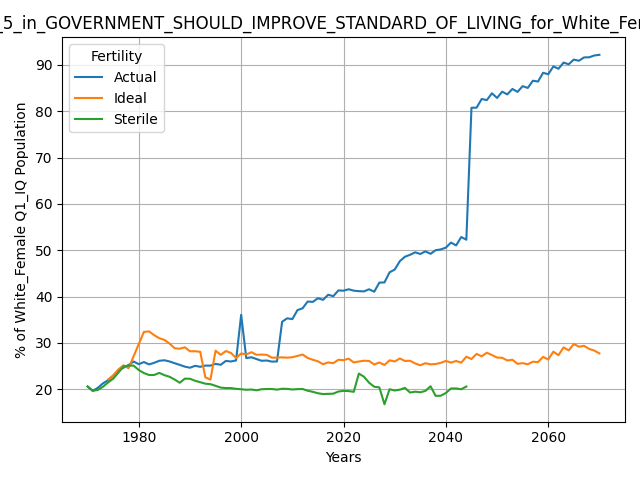 _5_in_GOVERNMENT_SHOULD_IMPROVE_STANDARD_OF_LIVING_for_White_Fe
Fertility
Actual
Ideal
Sterile
% of White_Female Q1_IQ Population
90
80
70
60
50
40
30
20
1980 2000 2020 2040 2060
Years